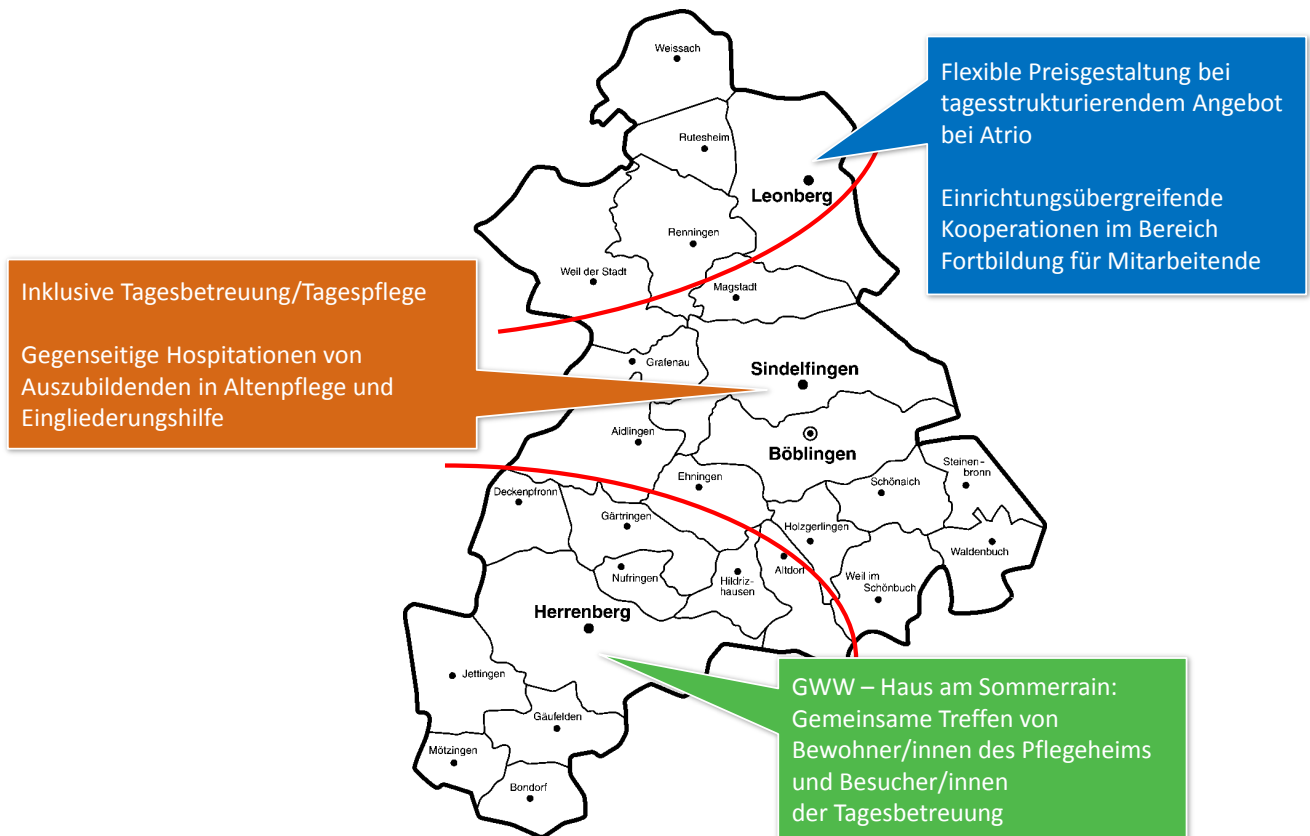 Weissach
Flexible Preisgestaltung bei
tagesstrukturierendem Angebot
bei Atrio
Einrichtungsübergreifende
Kooperationen im Bereich
Fortbildung für Mitarbeitende
Rutesheim
Leonberg
Renningen
Weil der Stadt
Magstadt
Inklusive Tagesbetreuung/Tagespflege
Gegenseitige Hospitationen von
Auszubildenden in Altenpflege und
Eingliederungshilfe
Grafenau
Sindelfingen
Aidlingen
Böblingen
Ehningen
Schönaich
Steinen-
bronn
Deckenpfronn
Gärtringen
Holzgerlingen
Waldenbuch
Nufringen
Hildriz-
hausen
Altdorf
Weil im
Schönbuch
Herrenberg
Jettingen
Gäufelden
Mötzingen
Bondorf
GWW – Haus am Sommerrain:
Gemeinsame Treffen von
Bewohner/innen des Pflegeheims
und Besucher/innen
der Tagesbetreuung